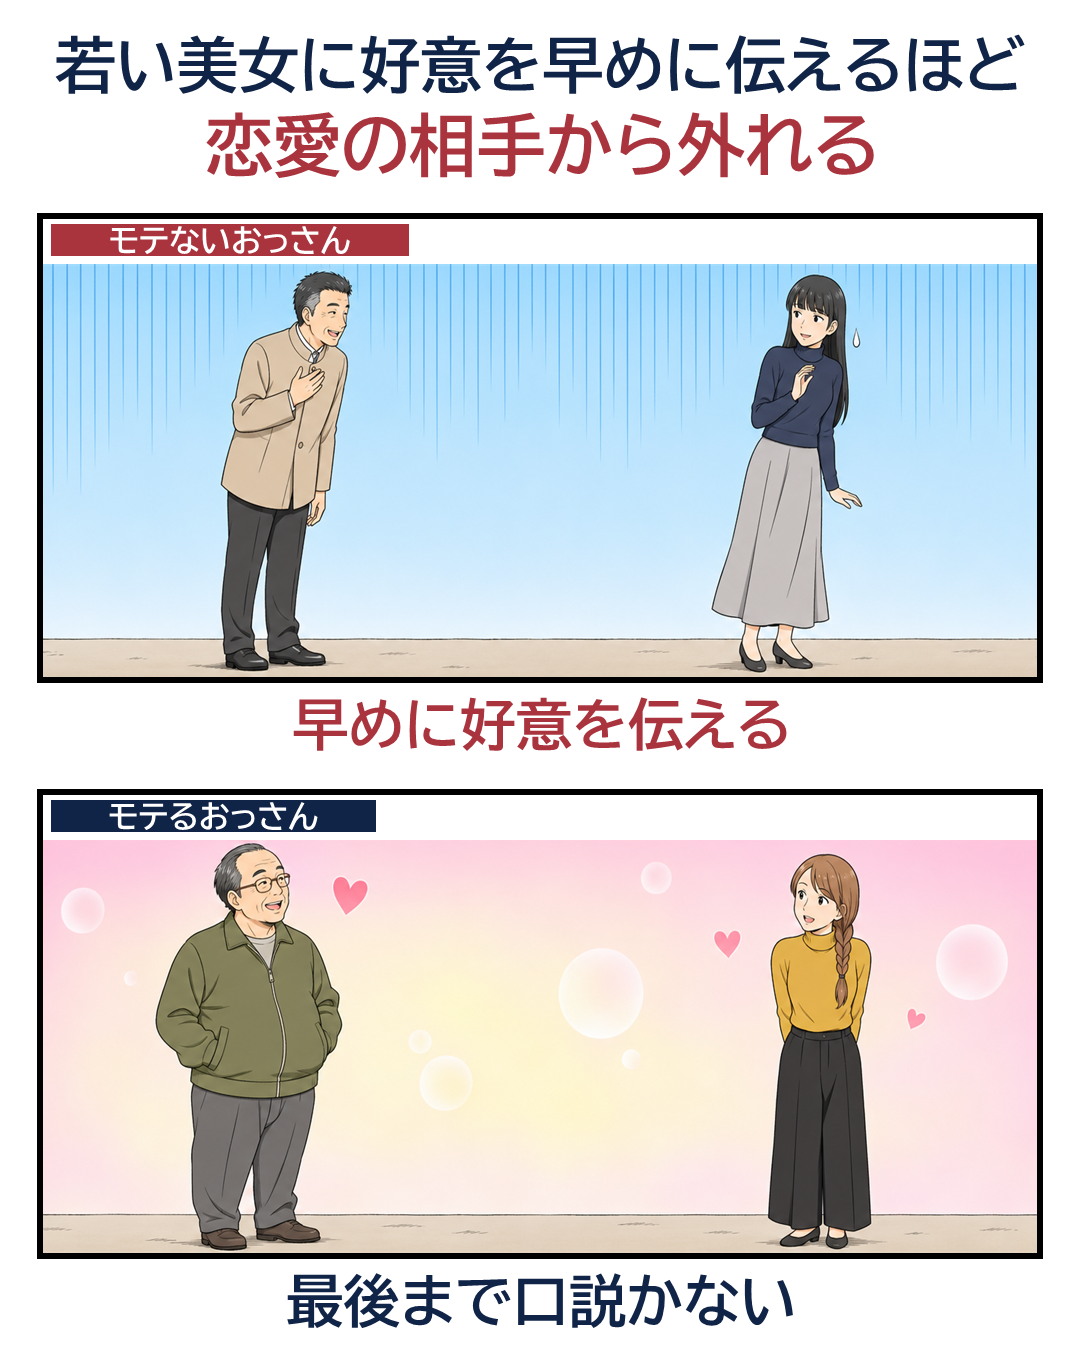 若い美女に好意を早めに伝えるほど
恋愛の相手から外れる
モテないおっさん
早めに好意を伝える
モテるおっさん
最後まで口説かない